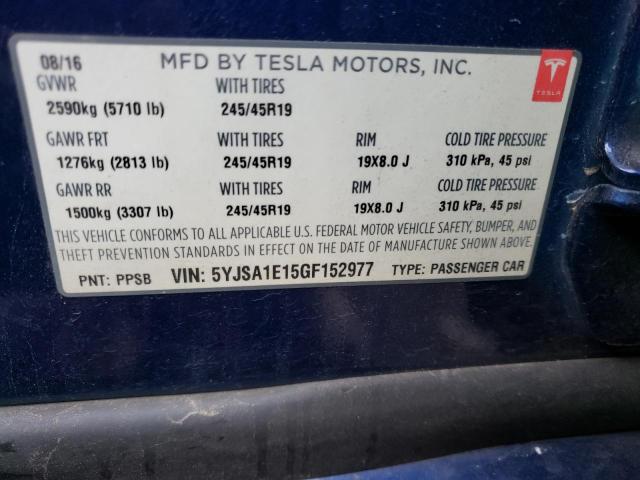 08/16 MFD BY TESLA MOTORS, INC.
TESLA
GVWR WITH TIRES
2590kg (5710 lb) 245/45R19
GAWR FRT WITH TIRES RIM COLD TIRE PRESSURE
1276kg (2813 lb) 245/45R19 19X8.0 J 310 kPa, 45 psi
GAWR RR WITH TIRES RIM COLD TIRE PRESSURE
1500kg (3307 lb) 245/45R19 19X8.0 J 310 kPa, 45 psi
THIS VEHICLE CONFORMS TO ALL APPLICABLE U.S. FEDERAL MOTOR VEHICLE SAFETY, BUMPER, AND
THEFT PREVENTION STANDARDS IN EFFECT ON THE DATE OF MANUFACTURE SHOWN ABOVE.
PNT: PPSB VIN: 5YJSA1E15GF152977 TYPE: PASSENGER CAR